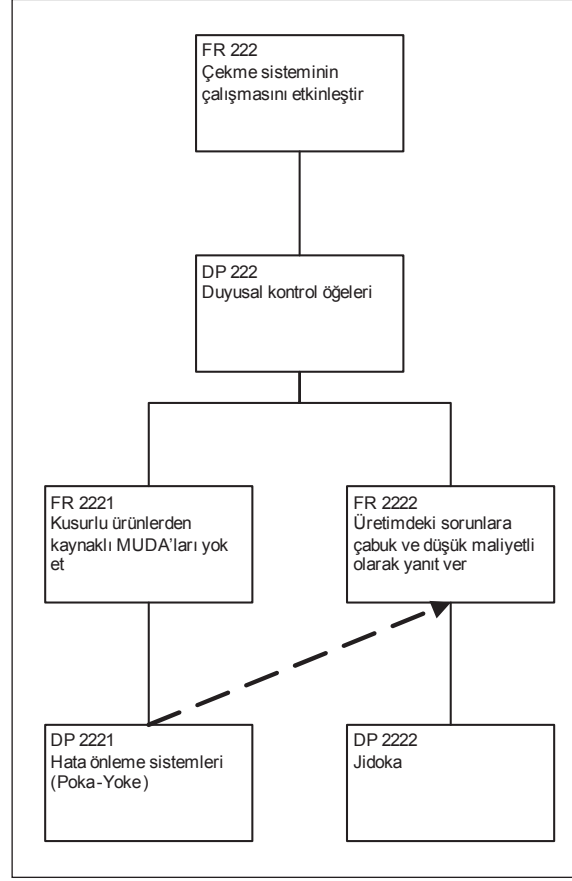 FR 222
Çekme sisteminin
çalışmasını etkinleştir
DP 222
Duyusal kontrol öğeleri
FR 2221
Kusurlu ürünlerden
kaynaklı MUDA’ları yok
et
FR 2222
Üretimdeki sorunlara
çabuk ve düşük maliyetli
olarak yanıt ver
DP 2221
Hata önleme sistemleri
(Poka-Yoke)
DP 2222
Jidoka